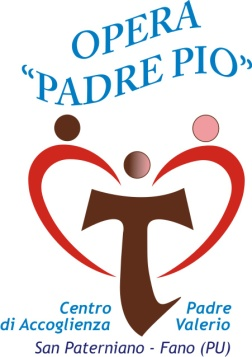 OPERA
"PADRE PIO"
Centro Padre
di Accoglienza Valerio
San Paterniano - Fano (PU)